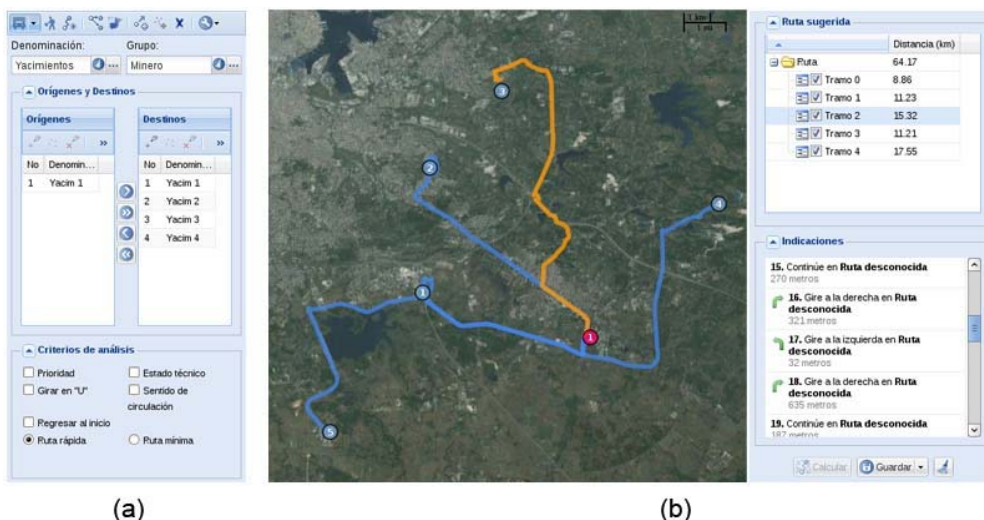 Denominación: Grupo:
Yacimientos ... Minero ...
Orígenes y Destinos
Orígenes
No Denomin...
1 Yacim 1
Destinos
»
No Denomin...
1 Yacim 1
2 Yacim 2
3 Yacim 3
4 Yacim 4
Criterios de análisis
Prioridad
Estado técnico
Girar en "U"
Sentido de circulación
Regresar al inicio
Ruta rápida
Ruta mínima
(a)
1 km
1 mi
3
2
4
1
1
5
Ruta sugerida
Distancia (km)
Ruta 64.17
Tramo 0 8.86
Tramo 1 11.23
Tramo 2 15.32
Tramo 3 11.21
Tramo 4 17.55
Indicaciones
15. Continúe en Ruta desconocida
270 metros
16. Gire a la derecha en Ruta
desconocida
321 metros
17. Gire a la izquierda en Ruta
desconocida
32 metros
18. Gire a la derecha en Ruta
desconocida
635 metros
19. Continúe en Ruta desconocida
187 metros
Calcular Guardar
(b)